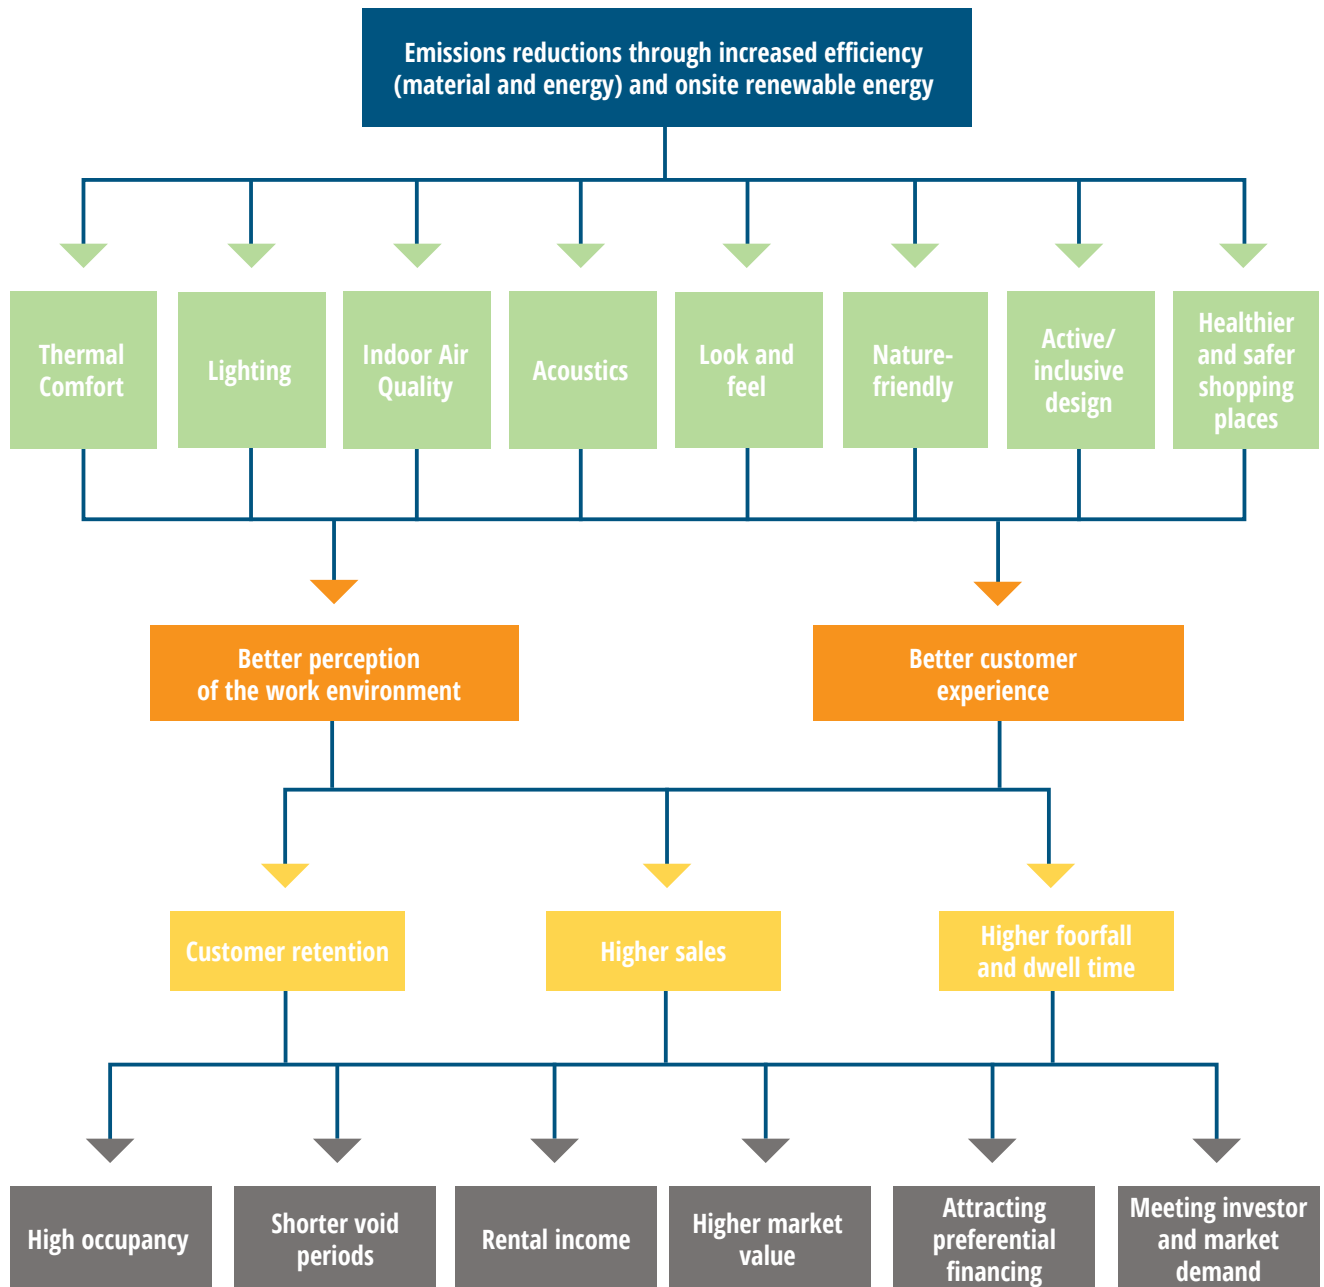 Emissions reductions through increased efficiency
(material and energy) and onsite renewable energy
Thermal
Comfort
Lighting
Indoor Air
Quality
Acoustics
Look and
feel
Nature-
friendly
Active/
inclusive
design
Healthier
and safer
shopping
places
Better perception
of the work environment
Better customer
experience
Customer retention
Higher sales
Higher foorfall
and dwell time
High occupancy
Shorter void
periods
Rental income
Higher market
value
Attracting
preferential
financing
Meeting investor
and market
demand